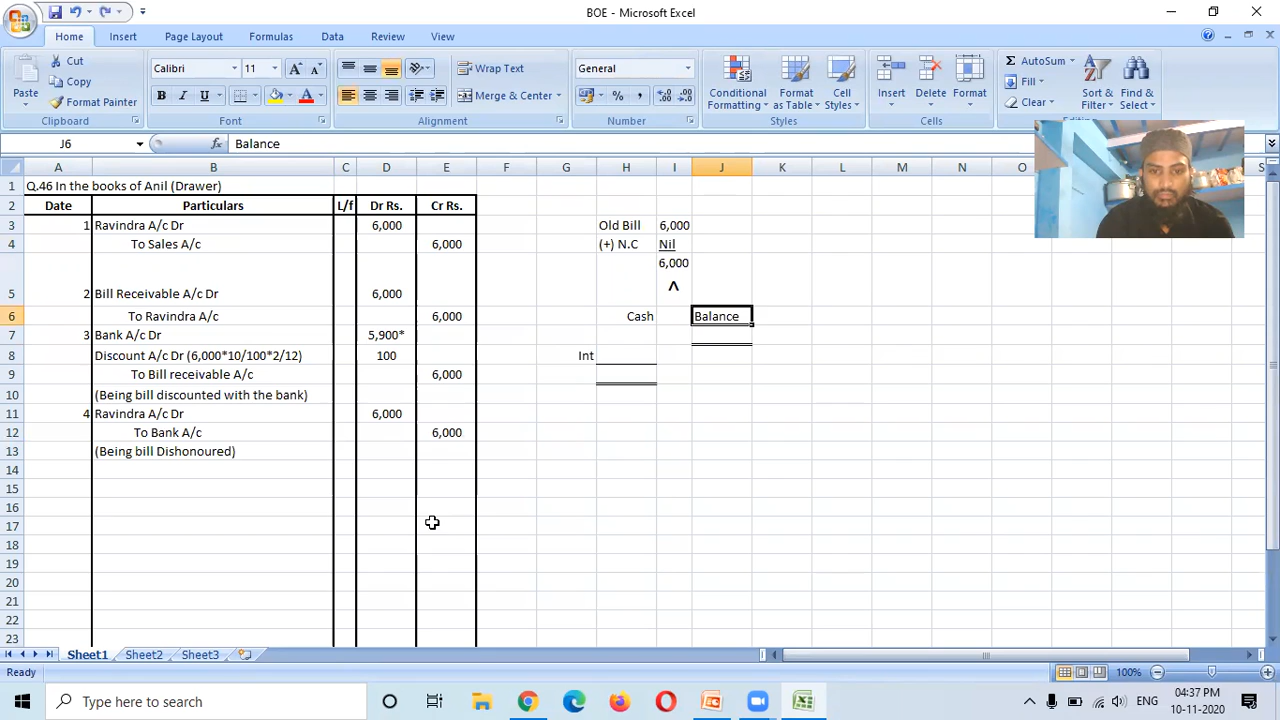 BOE - Microsoft Excel
Home Insert Page Layout Formulas Data Review View
Cut
Copy
Format Painter
Paste
Clipboard
Calibri 11
B I U
Font
Wrap Text
Merge & Center
Alignment
General
Number
Conditional Formatting
Format as Table
Cell Styles
Styles
Insert Delete Format
Cells
AutoSum
Fill
Clear
Sort & Filter
Find & Select
J6 fx Balance
A B C D E F G H I J K L M N O
1 Q.46 In the books of Anil (Drawer)
2 Date Particulars L/f Dr Rs. Cr Rs.
3 1 Ravindra A/c Dr 6,000 Old Bill 6,000
4 To Sales A/c 6,000 (+) N.C Nil
6,000
^
5 2 Bill Receivable A/c Dr 6,000
6 To Ravindra A/c 6,000 Cash Balance
7 3 Bank A/c Dr 5,900*
8 Discount A/c Dr (6,000*10/100*2/12) 100 Int
9 To Bill receivable A/c 6,000
10 (Being bill discounted with the bank)
11 4 Ravindra A/c Dr 6,000
12 To Bank A/c 6,000
13 (Being bill Dishonoured)
14
15
16
17
18
19
20
21
22
23
Sheet1 Sheet2 Sheet3
Ready 100%
Type here to search
ENG
04:37 PM
10-11-2020